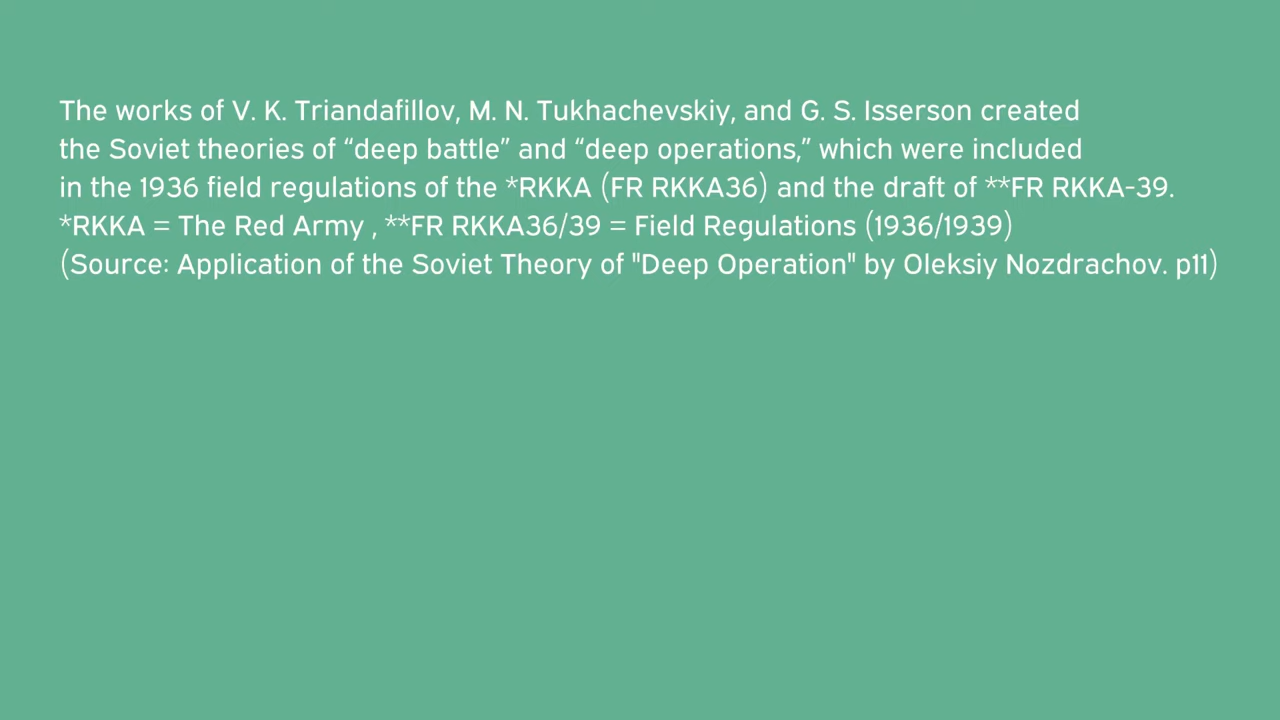 The works of V. K. Triandafillov, M. N. Tukhachevskiy, and G. S. Isserson created
the Soviet theories of “deep battle” and “deep operations,” which were included
in the 1936 field regulations of the *RKKA (FR RKKA36) and the draft of **FR RKKA-39.
*RKKA = The Red Army , **FR RKKA36/39 = Field Regulations (1936/1939)
(Source: Application of the Soviet Theory of "Deep Operation" by Oleksiy Nozdrachov. p11)